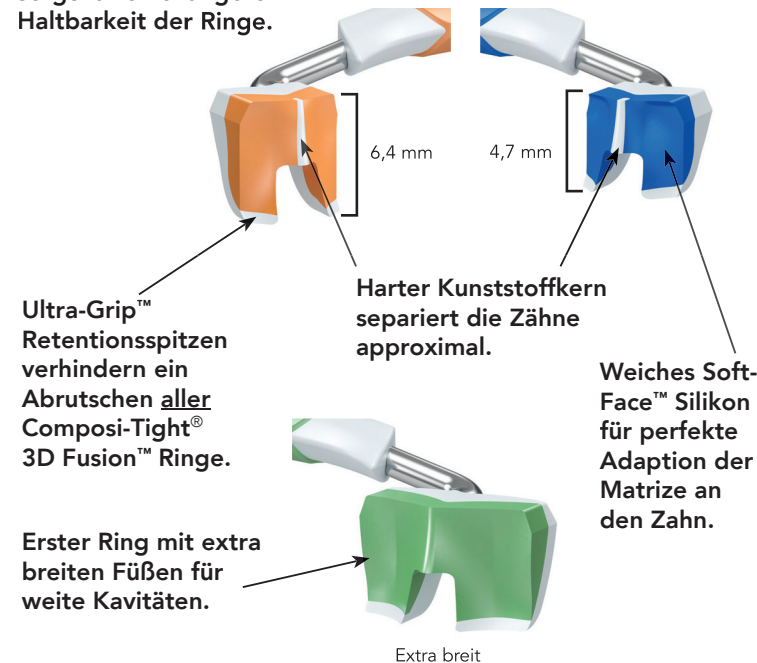 Haltbarkeit der Ringe.
6,4 mm
4,7 mm
Ultra-Grip™
Retentionsspitzen
verhindern ein
Abrutschen aller
Composi-Tight®
3D Fusion™ Ringe.
Harter Kunststoffkern
separiert die Zähne
approximal.
Weiches Soft-
Face™ Silikon
für perfekte
Adaption der
Matrize an
den Zahn.
Erster Ring mit extra
breiten Füßen für
weite Kavitäten.
Extra breit